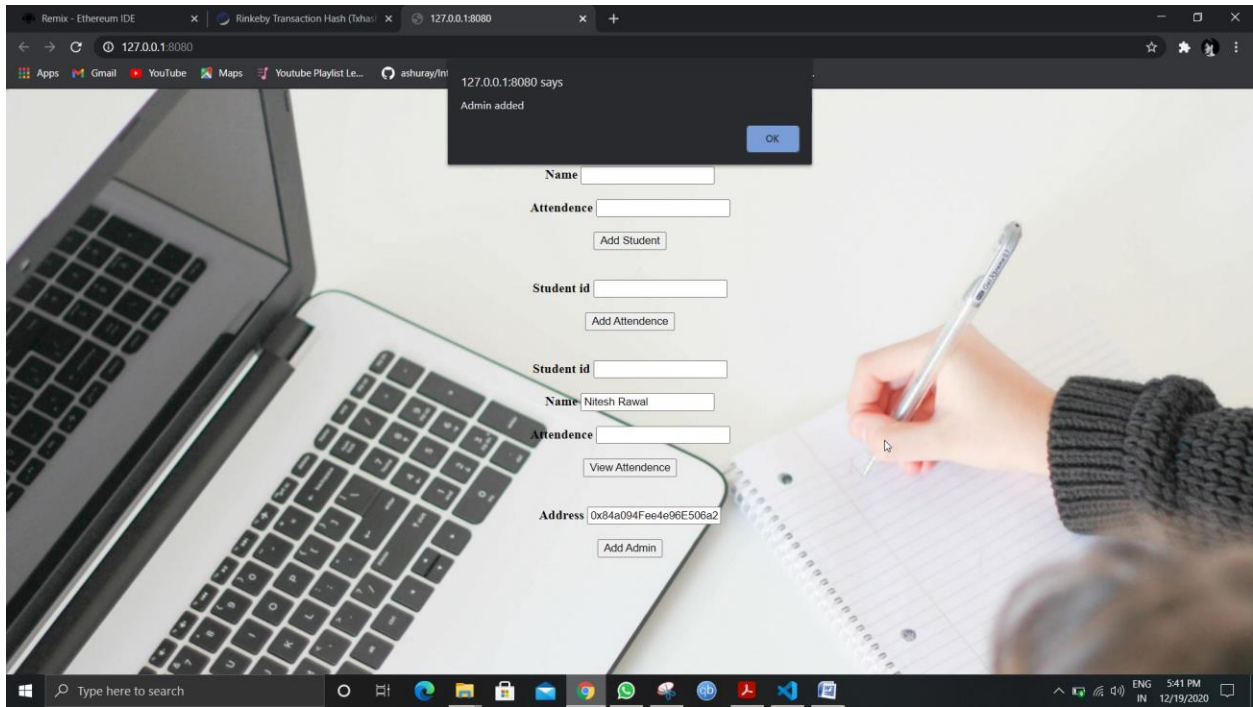 Remix - Ethereum IDE
Rinkeby Transaction Hash (Txhas
127.0.0.1:8080
127.0.0.1:8080
Apps
Gmail
YouTube
Maps
Youtube Playlist Le...
ashuray/Int
127.0.0.1:8080 says
Admin added
OK
Name
Attendence
Add Student
Student id
Add Attendence
Student id
Name Nitesh Rawal
Attendence
View Attendence
Address 0x84a094Fee4e96E506a2
Add Admin
Type here to search
ENG 5:41 PM
IN 12/19/2020